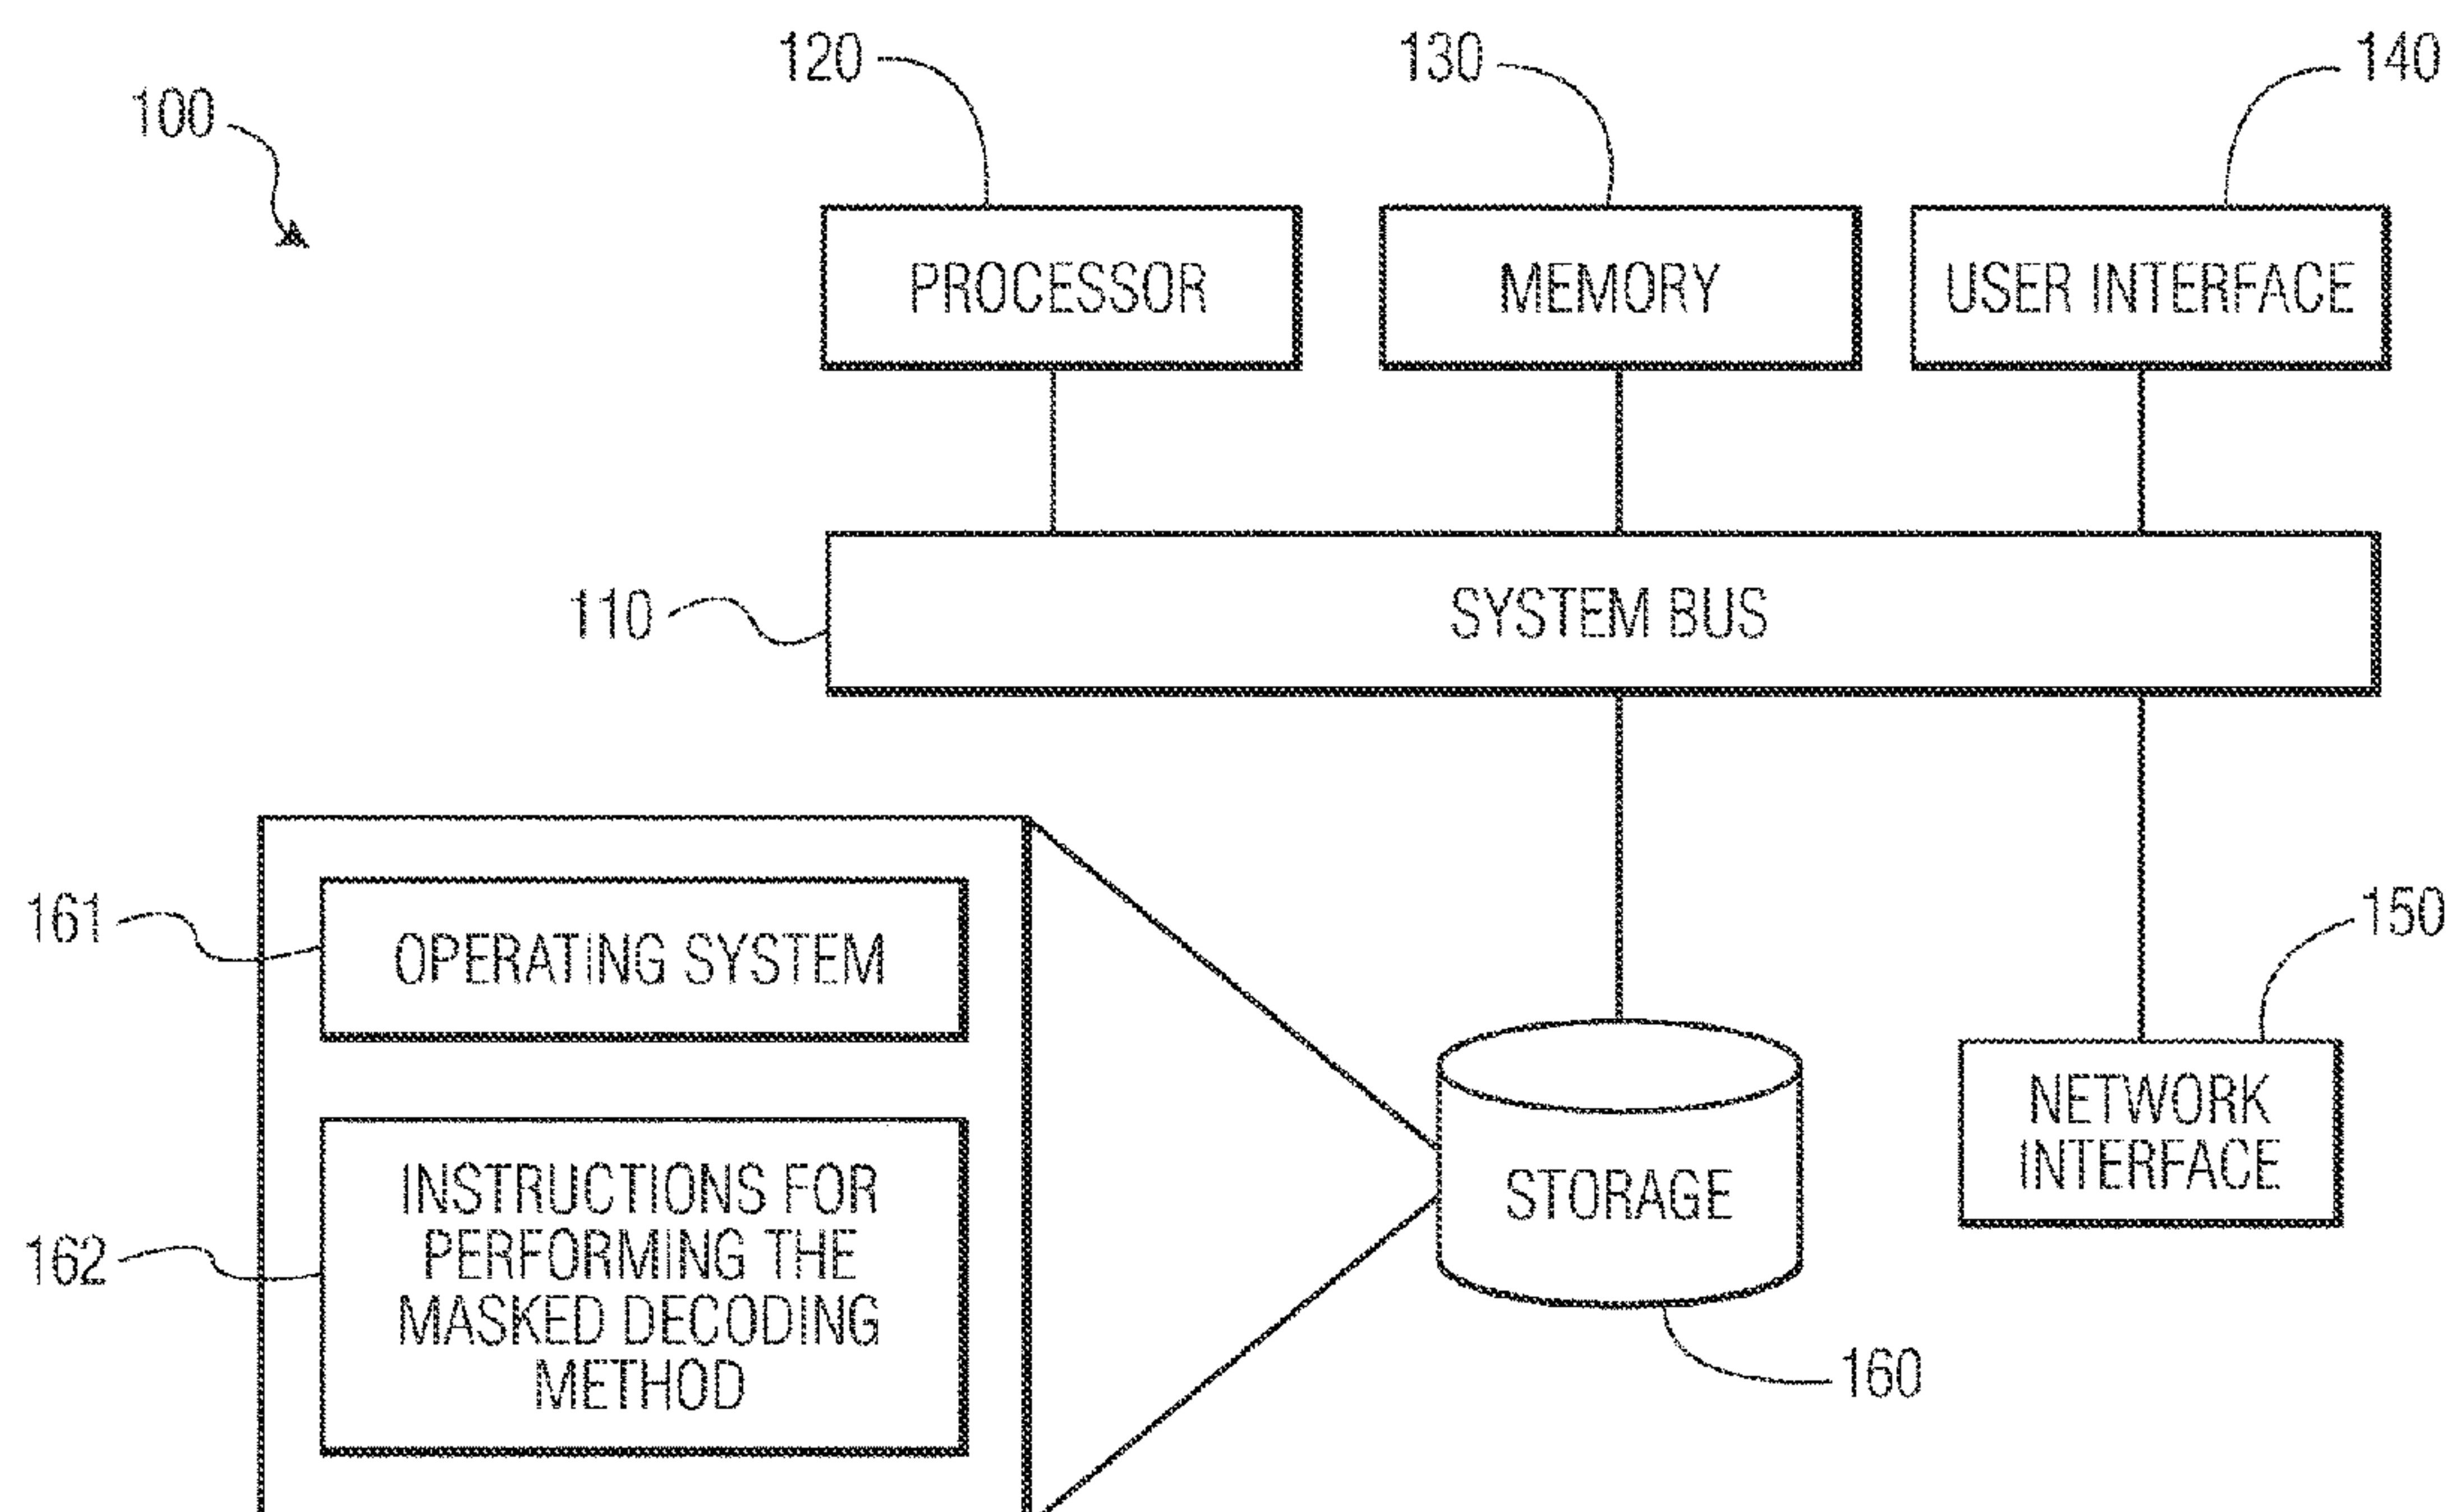 120
130
140
100
PROCESSOR
MEMORY
USER INTERFACE
110
SYSTEM BUS
161
OPERATING SYSTEM
150
NETWORK
INTERFACE
162
INSTRUCTIONS FOR
PERFORMING THE
MASKED DECODING
METHOD
STORAGE
160